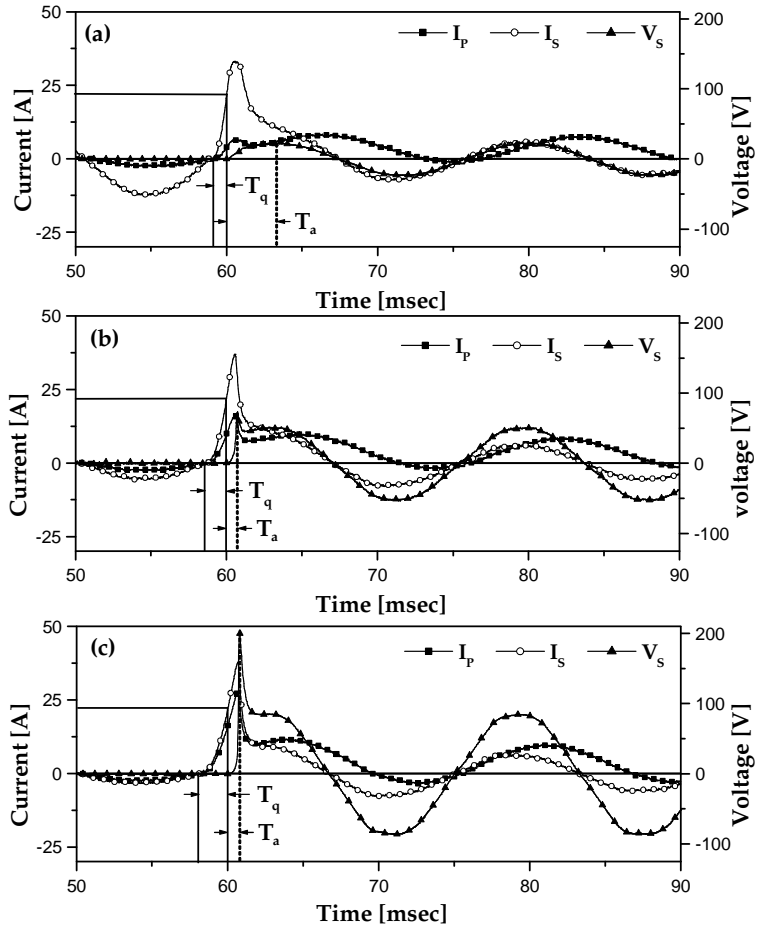 (a)
I_P I_S V_S
50
25
0
-25
Current [A]
200
100
0
-100
Voltage [V]
T_q
T_a
50 60 70 80 90
Time [msec]
(b)
I_P I_S V_S
50
25
0
-25
Current [A]
200
100
0
-100
voltage [V]
T_q
T_a
50 60 70 80 90
Time [msec]
(c)
I_P I_S V_S
50
25
0
-25
Current [A]
200
100
0
-100
Voltage [V]
T_q
T_a
50 60 70 80 90
Time [msec]